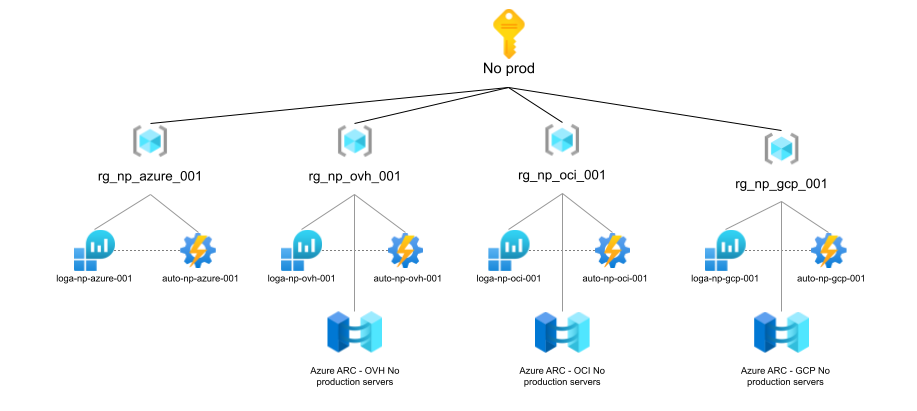 No prod
rg_np_azure_001
rg_np_ovh_001
rg_np_oci_001
rg_np_gcp_001
loga-np-azure-001
auto-np-azure-001
loga-np-ovh-001
auto-np-ovh-001
loga-np-oci-001
auto-np-oci-001
loga-np-gcp-001
auto-np-gcp-001
Azure ARC - OVH No
production servers
Azure ARC - OCI No
production servers
Azure ARC - GCP No
production servers